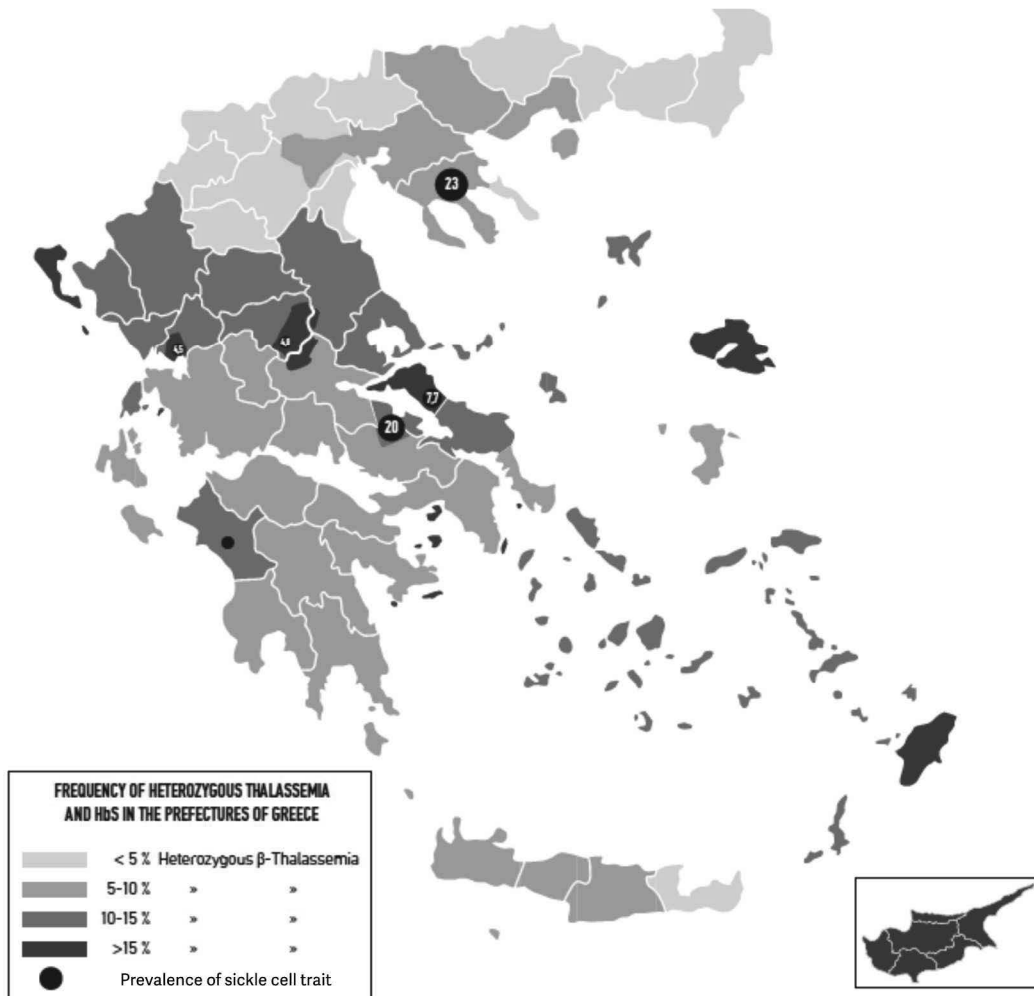 23
4,5
4,8
7,7
20
FREQUENCY OF HETEROZYGOUS THALASSEMIA
AND HbS IN THE PREFECTURES OF GREECE
< 5 % Heterozygous β-Thalassemia
5-10 % » »
10-15 % » »
>15 % » »
Prevalence of sickle cell trait